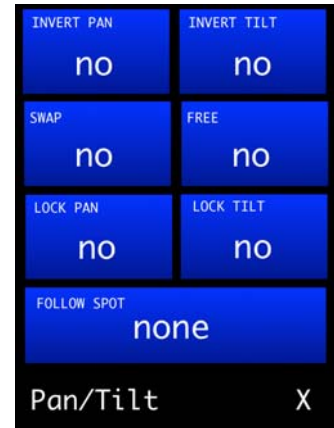 INVERT PAN INVERT TILT
no no
SWAP FREE
no no
LOCK PAN LOCK TILT
no no
FOLLOW SPOT
none
Pan/Tilt X